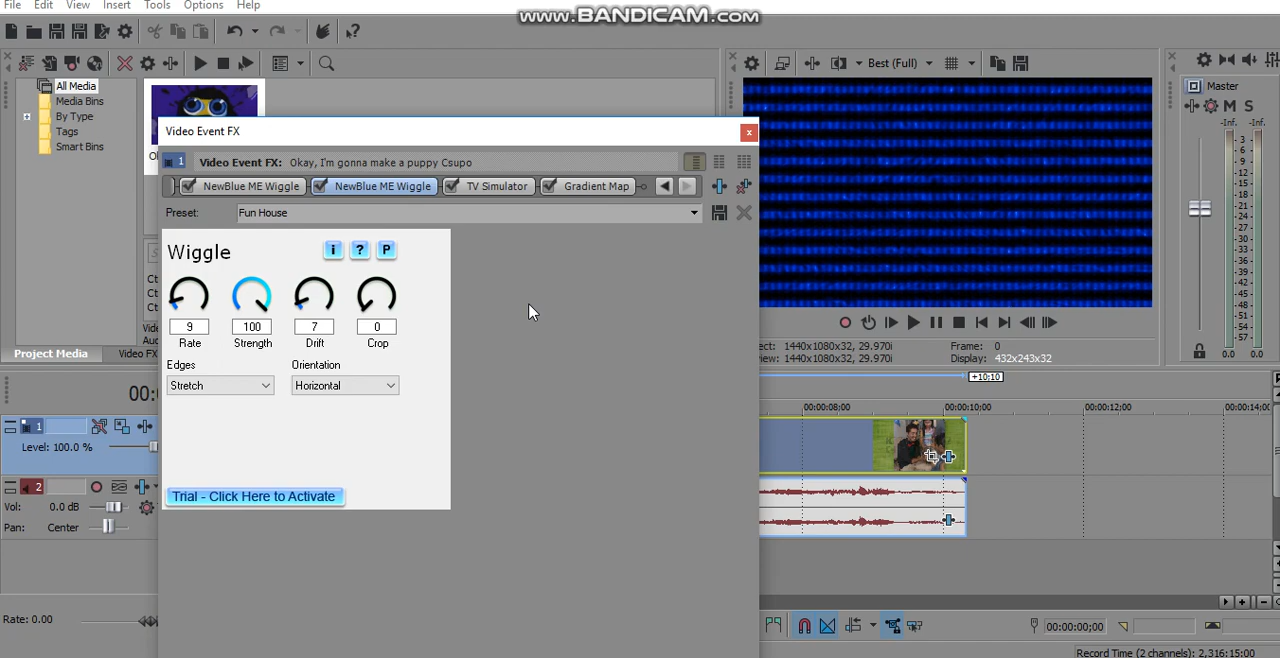 File Edit View Insert Tools Options Help
www.BANDICAM.com
All Media
Media Bins
By Type
Tags
Smart Bins
Best (Full)
Master
M S
Video Event FX
x
1 Video Event FX: Okay, I'm gonna make a puppy Csupo
NewBlue ME Wiggle NewBlue ME Wiggle TV Simulator Gradient Map
Preset: Fun House
Wiggle i ? P
9 100 7 0
Rate Strength Drift Crop
Edges Orientation
Stretch Horizontal
Trial - Click Here to Activate
-Inf. -Inf.
3
6
9
12
15
18
21
24
27
30
33
36
39
42
45
48
51
54
57
0.0 0.0
Project Media Video FX
ect: 1440x1080x32, 29.970i Frame: 0
view: 1440x1080x32, 29.970i Display: 432x243x32
+10:10
00:
00:00:08;00 00:00:10;00 00:00:12;00 00:00:14;0
1
Level: 100.0 %
2
Vol: 0.0 dB
Pan: Center
Rate: 0.00
00:00:00;00
Record Time (2 channels): 2,316:15:00